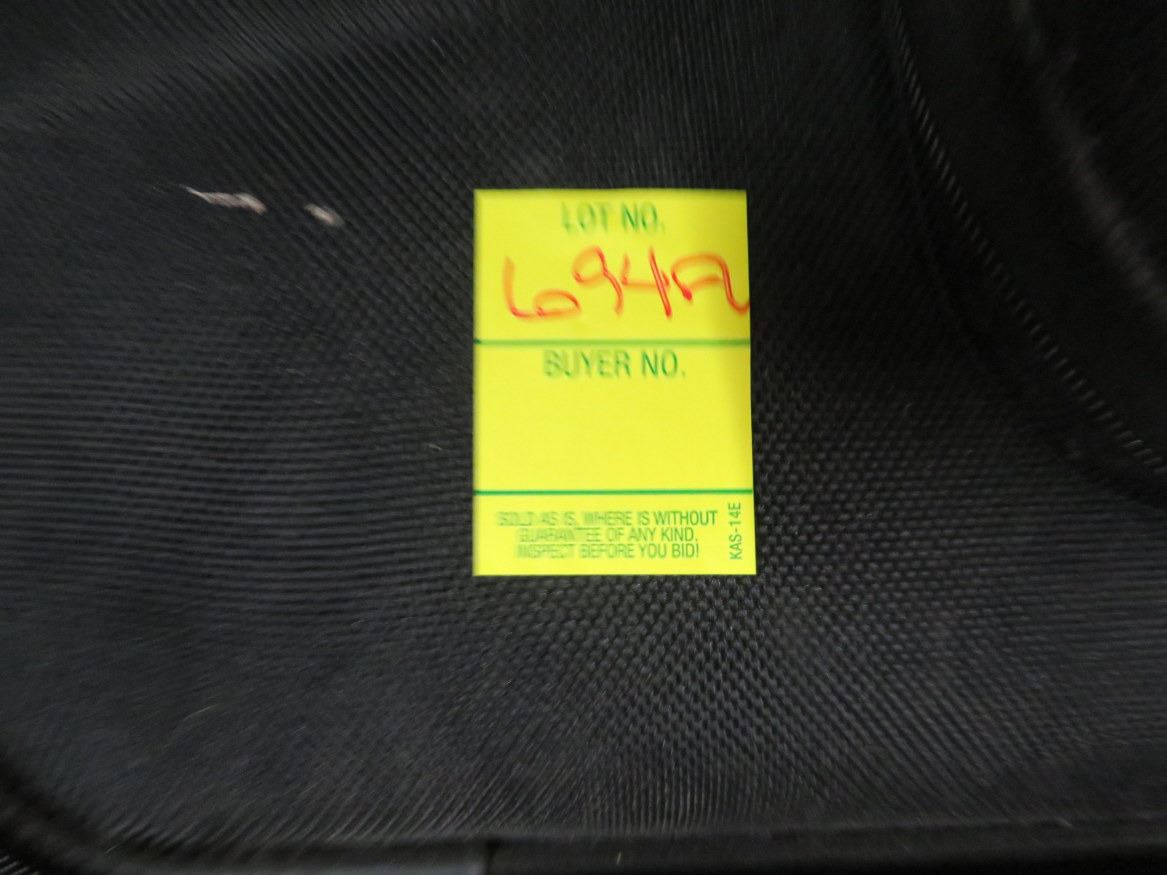 LOT NO.
694A
BUYER NO.
SOLD AS IS, WHERE IS WITHOUT
GUARANTEE OF ANY KIND.
INSPECT BEFORE YOU BID!
KAS-14E